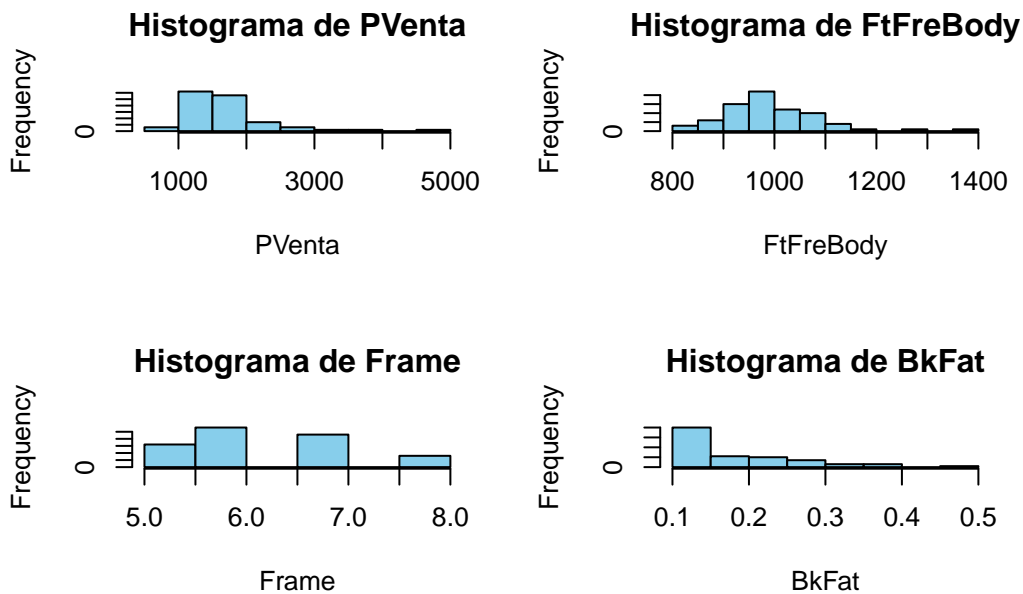 Histograma de PVenta
Frequency
0
1000 3000 5000
PVenta
Histograma de FtFreBody
Frequency
0
800 1000 1200 1400
FtFreBody
Histograma de Frame
Frequency
0
5.0 6.0 7.0 8.0
Frame
Histograma de BkFat
Frequency
0
0.1 0.2 0.3 0.4 0.5
BkFat